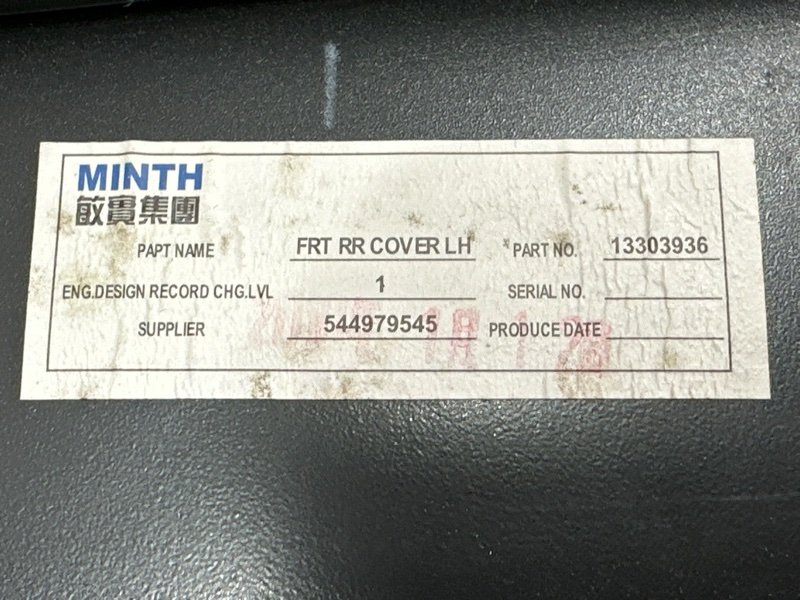 MINTH
敏實集團
PAPT NAME FRT RR COVER LH PART NO. 13303936
ENG.DESIGN RECORD CHG.LVL 1 SERIAL NO.
SUPPLIER 544979545 PRODUCE DATE